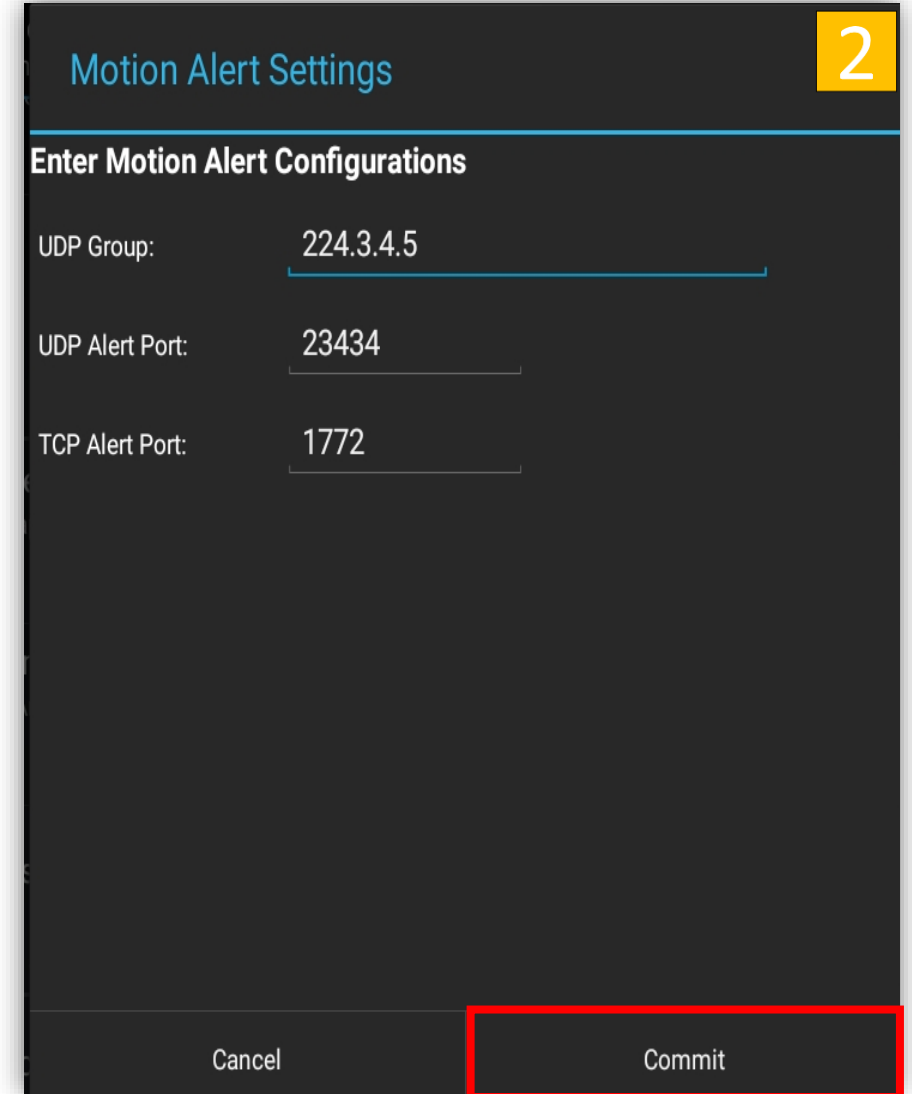 Motion Alert Settings
2
Enter Motion Alert Configurations
UDP Group: 224.3.4.5
UDP Alert Port: 23434
TCP Alert Port: 1772
Cancel Commit